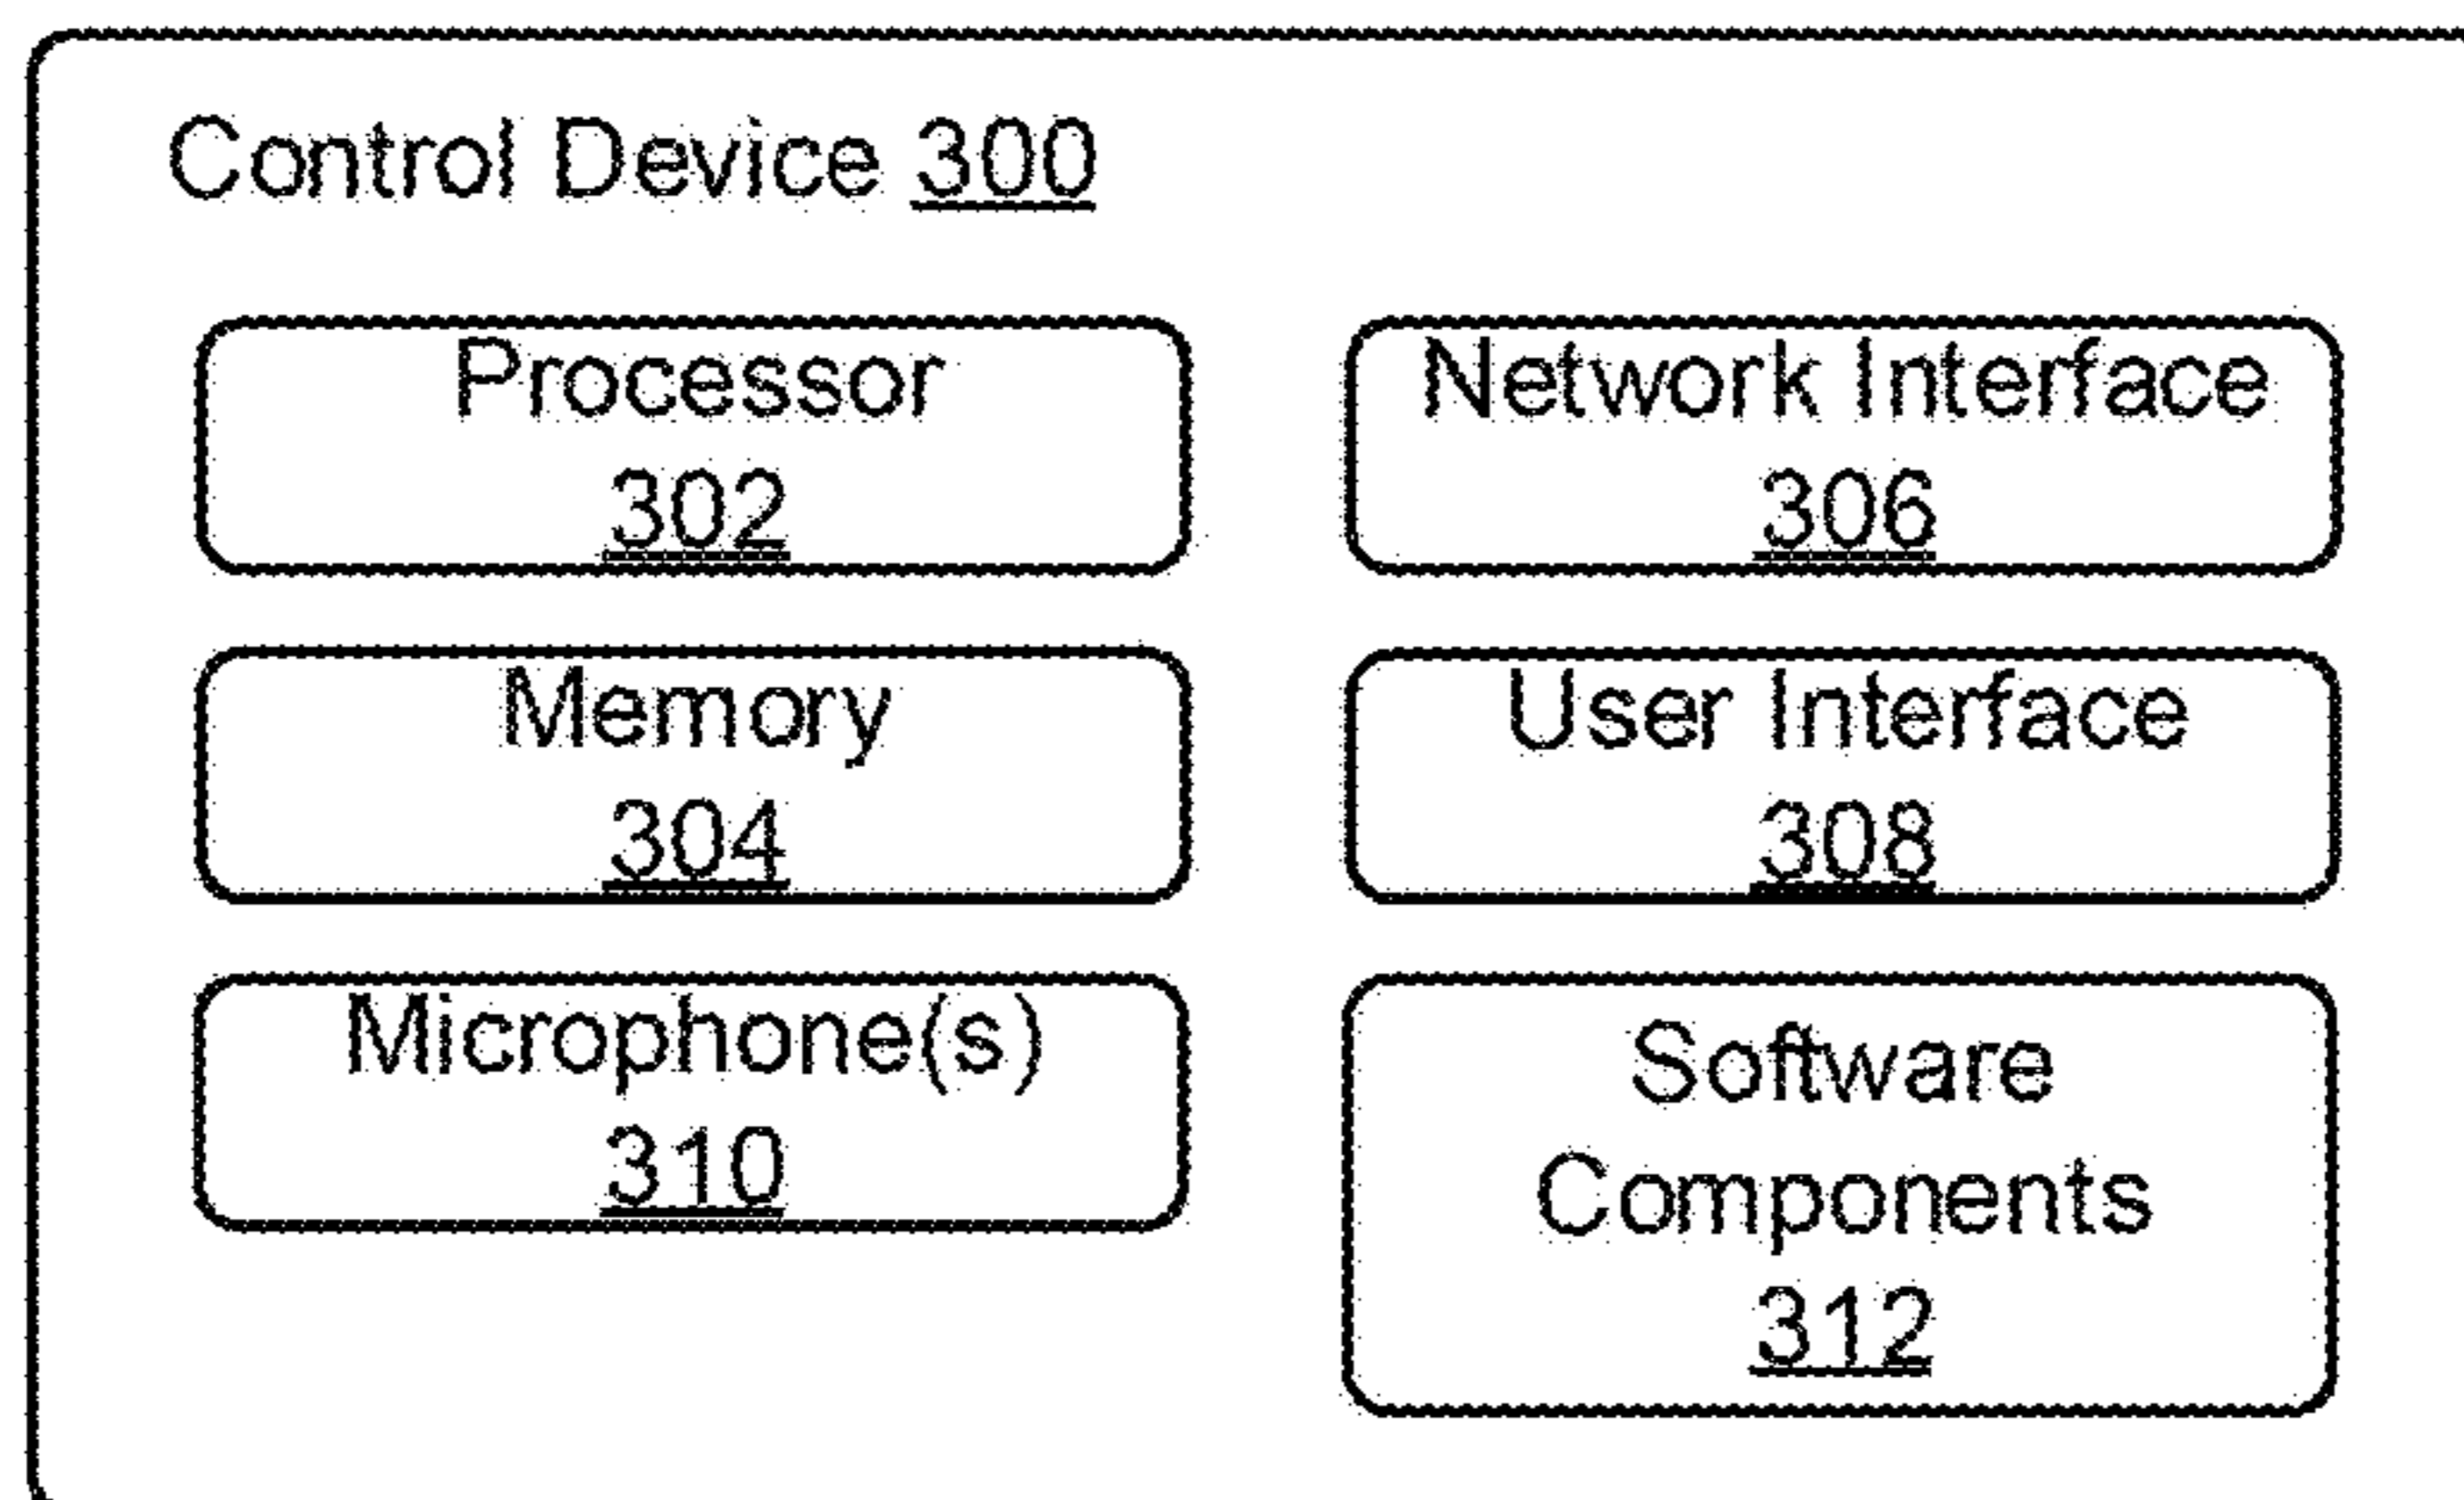 Control Device 300
Processor
302
Network Interface
306
Memory
304
User Interface
308
Microphone(s)
310
Software
Components
312